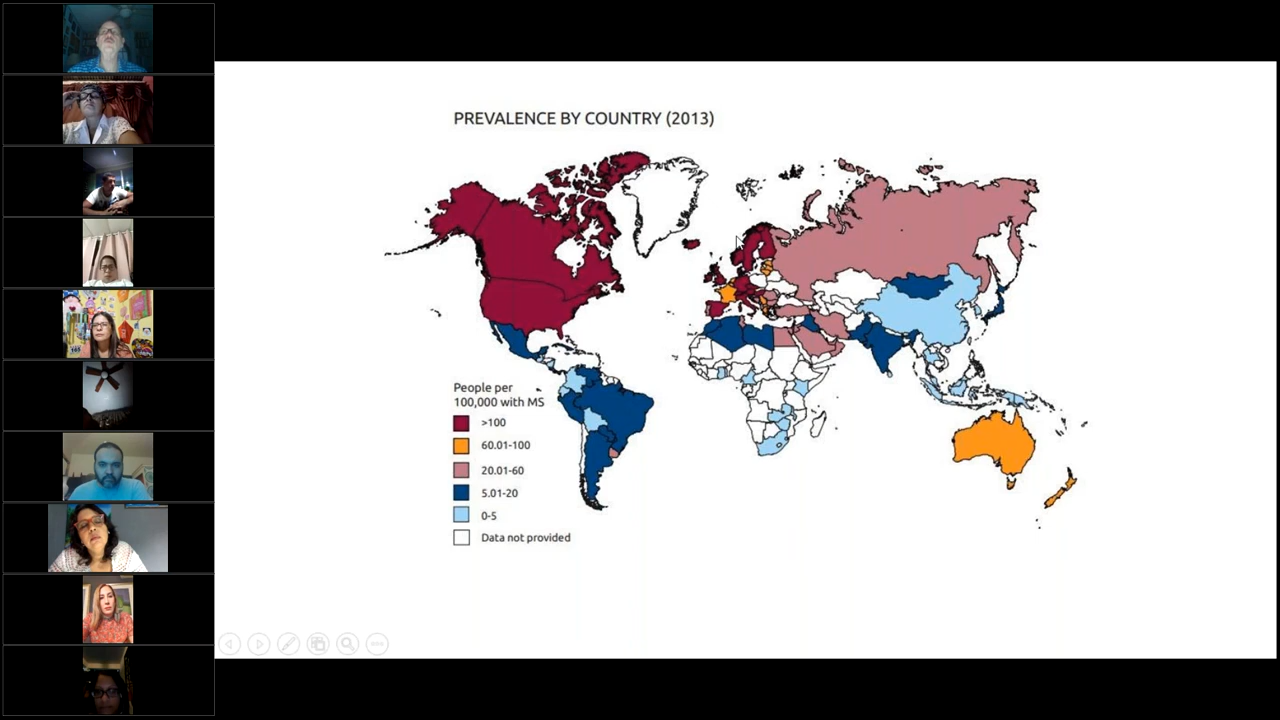 PREVALENCE BY COUNTRY (2013)
People per
100,000 with MS
>100
60.01-100
20.01-60
5.01-20
0-5
Data not provided